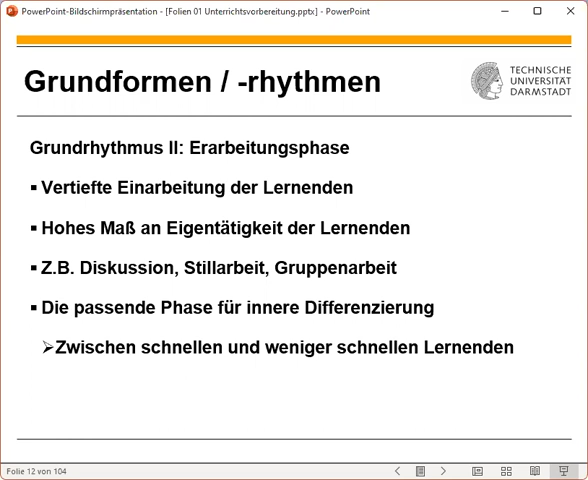 PowerPoint-Bildschirmpräsentation - [Folien 01 Unterrichtsvorbereitung.pptx] - PowerPoint
Grundformen / -rhythmen
TECHNISCHE
UNIVERSITÄT
DARMSTADT
Grundrhythmus II: Erarbeitungsphase
▪ Vertiefte Einarbeitung der Lernenden
▪ Hohes Maß an Eigentätigkeit der Lernenden
▪ Z.B. Diskussion, Stillarbeit, Gruppenarbeit
▪ Die passende Phase für innere Differenzierung
➢ Zwischen schnellen und weniger schnellen Lernenden
Folie 12 von 104